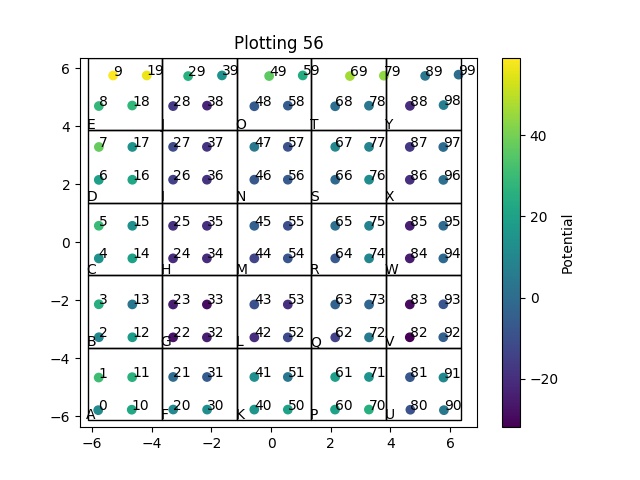 Plotting 56
6 9 19 29 39 49 59 69 79 89 99
8 18 28 38 48 58 68 78 88 98
4 E J O T Y
7 17 27 37 47 57 67 77 87 97
2 6 16 26 36 46 56 66 76 86 96
D I N S X
0 5 15 25 35 45 55 65 75 85 95
4 14 24 34 44 54 64 74 84 94
C H M R W
−2 3 13 23 33 43 53 63 73 83 93
2 12 22 32 42 52 62 72 82 92
−4 B G L Q V
1 11 21 31 41 51 61 71 81 91
−6 0 10 20 30 40 50 60 70 80 90
A F K P U
−6 −4 −2 0 2 4 6
40
20
0
−20
Potential